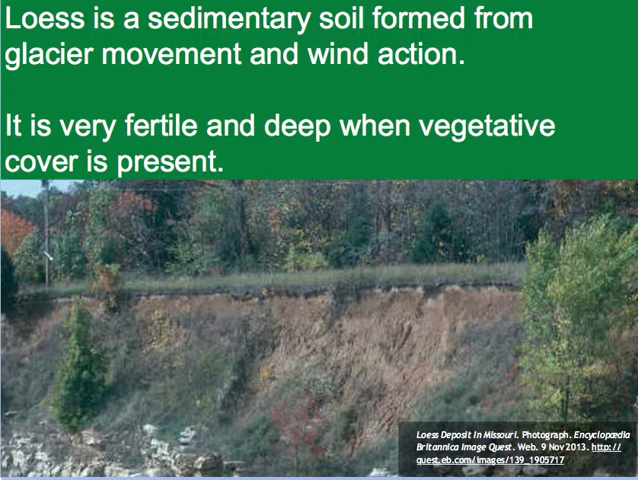 Loess is a sedimentary soil formed from
glacier movement and wind action.
It is very fertile and deep when vegetative
cover is present.
Loess Deposit in Missouri. Photograph. Encyclopædia
Britannica Image Quest. Web. 9 Nov 2013. http://
quest.eb.com/images/139_1905717